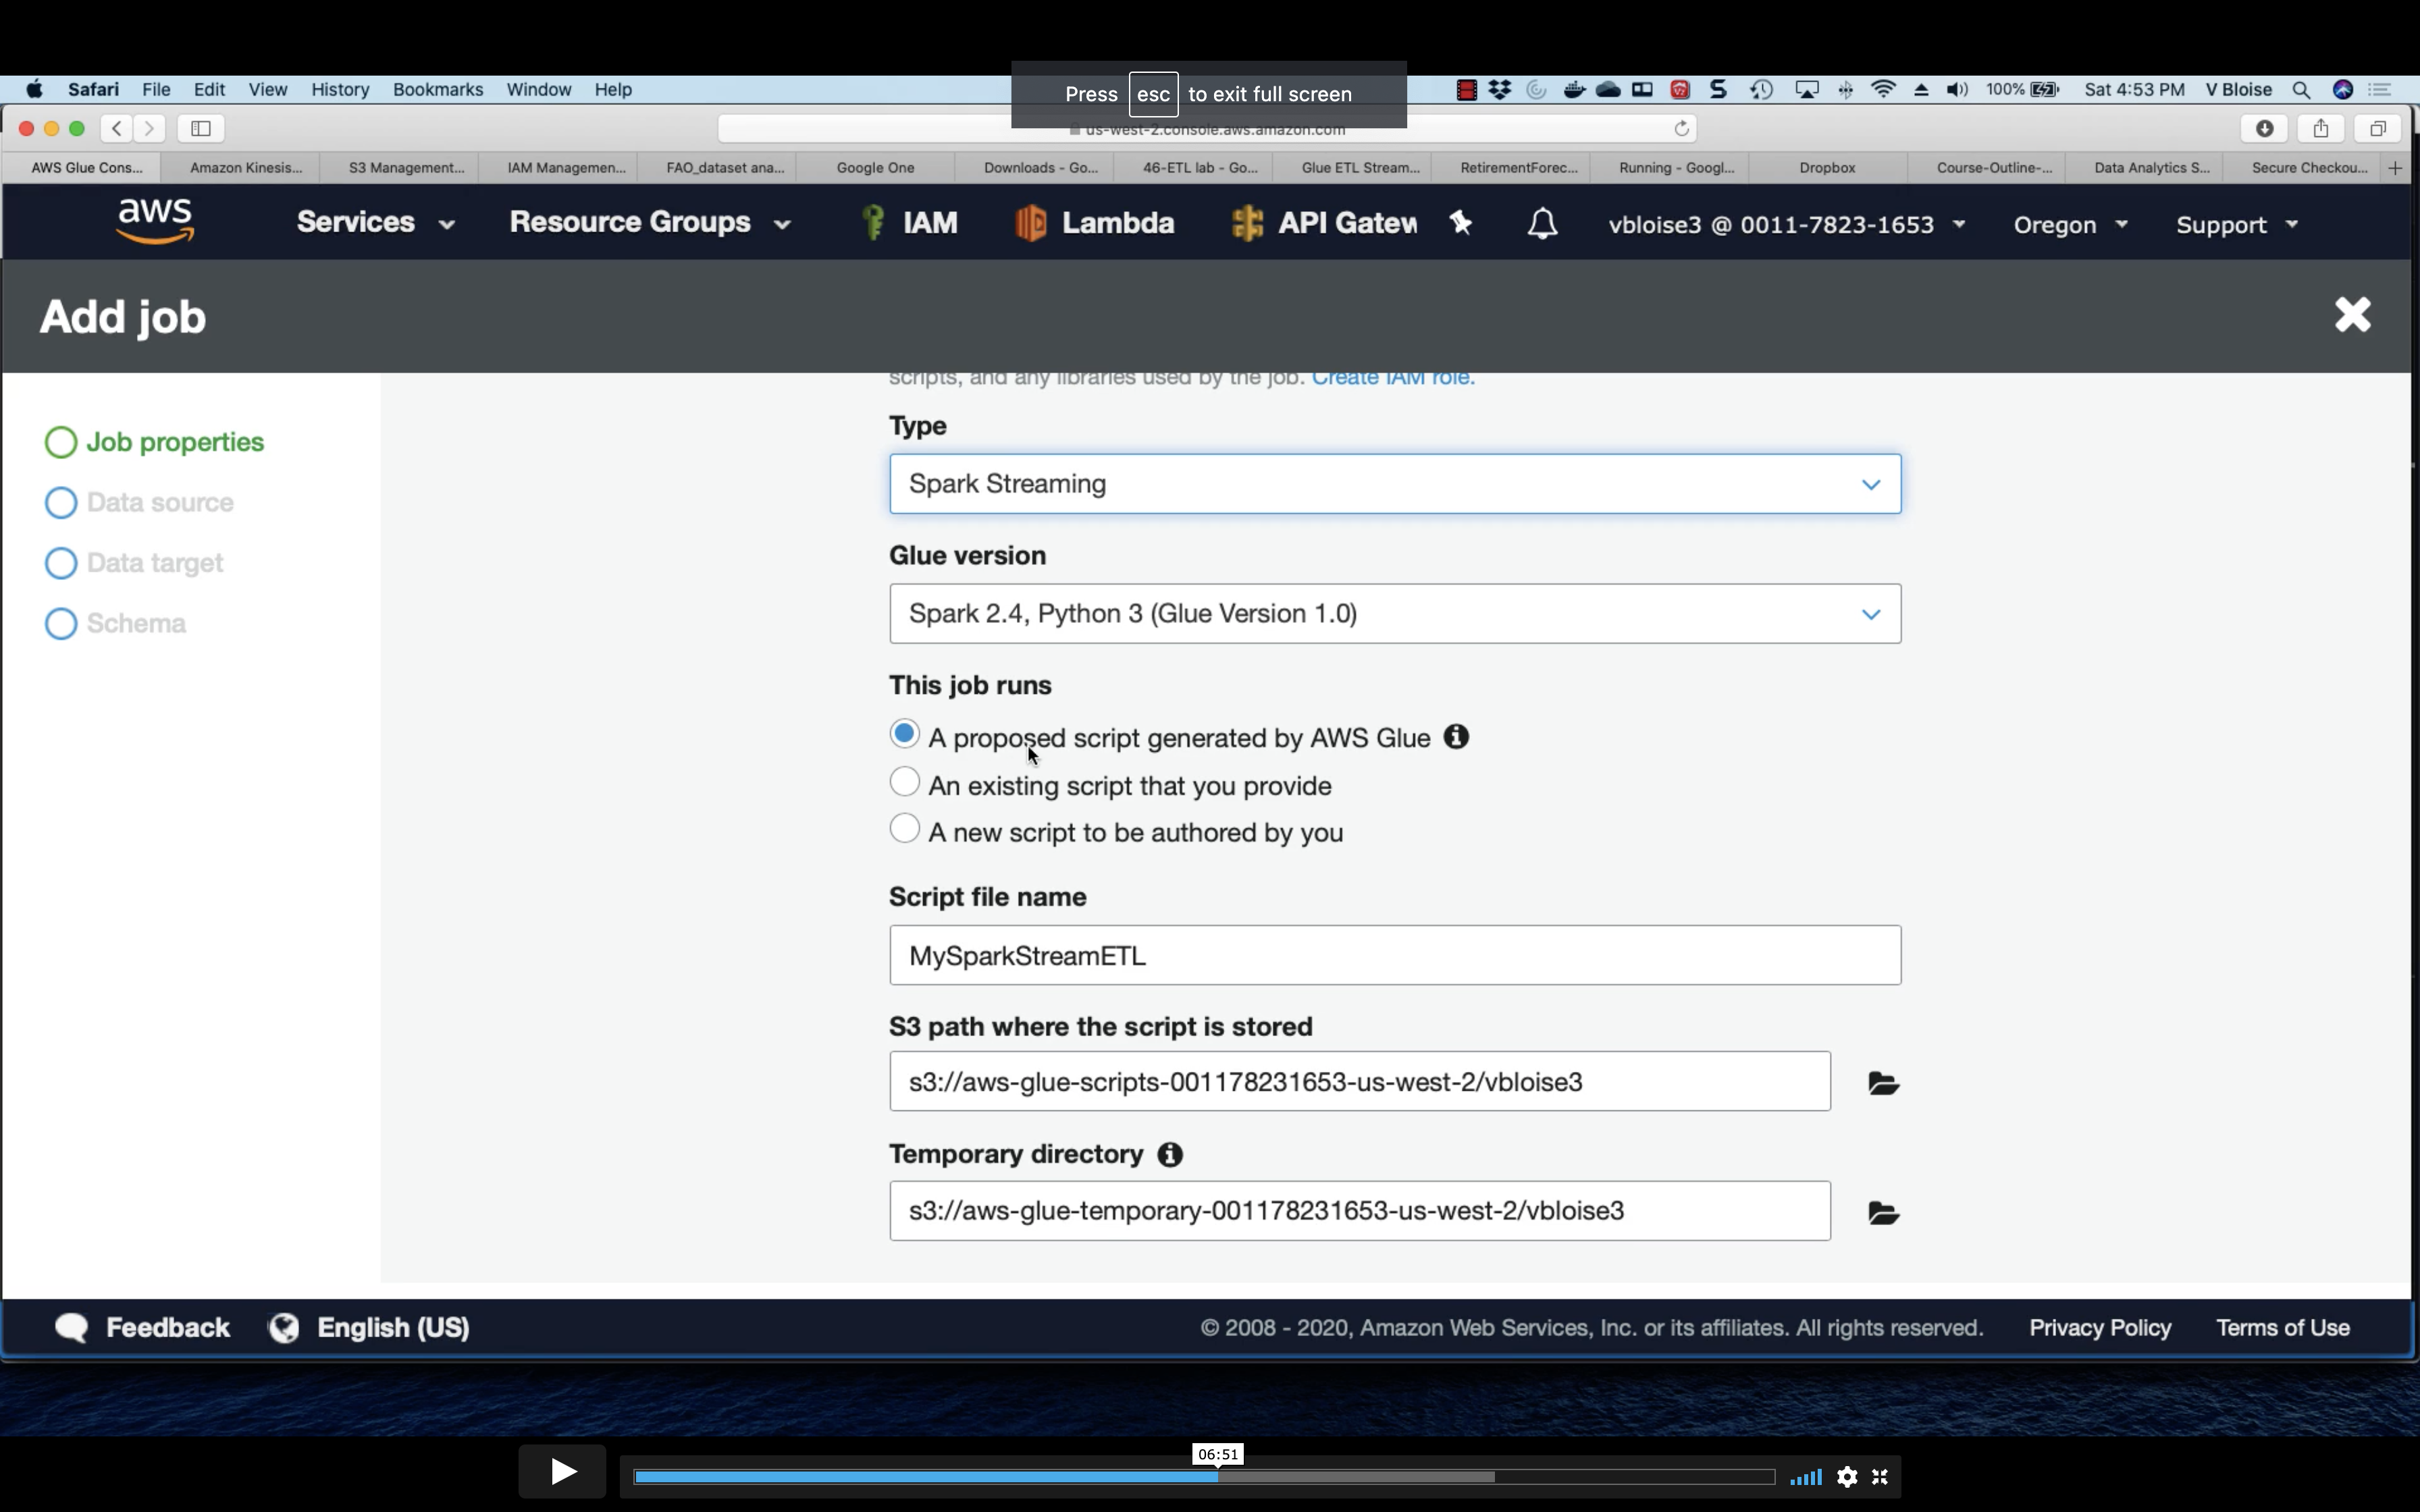 Press esc to exit full screen
Safari File Edit View History Bookmarks Window Help 100% Sat 4:53 PM V Bloise
us-west-2.console.aws.amazon.com
AWS Glue Cons... Amazon Kinesis... S3 Management... IAM Managemen... FAO_dataset ana... Google One Downloads - Go... 46-ETL lab - Go... Glue ETL Stream... RetirementForec... Running - Googl... Dropbox Course-Outline-... Data Analytics S... Secure Checkou...
aws Services Resource Groups IAM Lambda API Gatew vbloise3 @ 0011-7823-1653 Oregon Support
Add job
scripts, and any libraries used by the job. Create IAM role.
Job properties
Data source
Data target
Schema
Type
Spark Streaming
Glue version
Spark 2.4, Python 3 (Glue Version 1.0)
This job runs
A proposed script generated by AWS Glue
An existing script that you provide
A new script to be authored by you
Script file name
MySparkStreamETL
S3 path where the script is stored
s3://aws-glue-scripts-001178231653-us-west-2/vbloise3
Temporary directory
s3://aws-glue-temporary-001178231653-us-west-2/vbloise3
Feedback English (US) © 2008 - 2020, Amazon Web Services, Inc. or its affiliates. All rights reserved. Privacy Policy Terms of Use
06:51